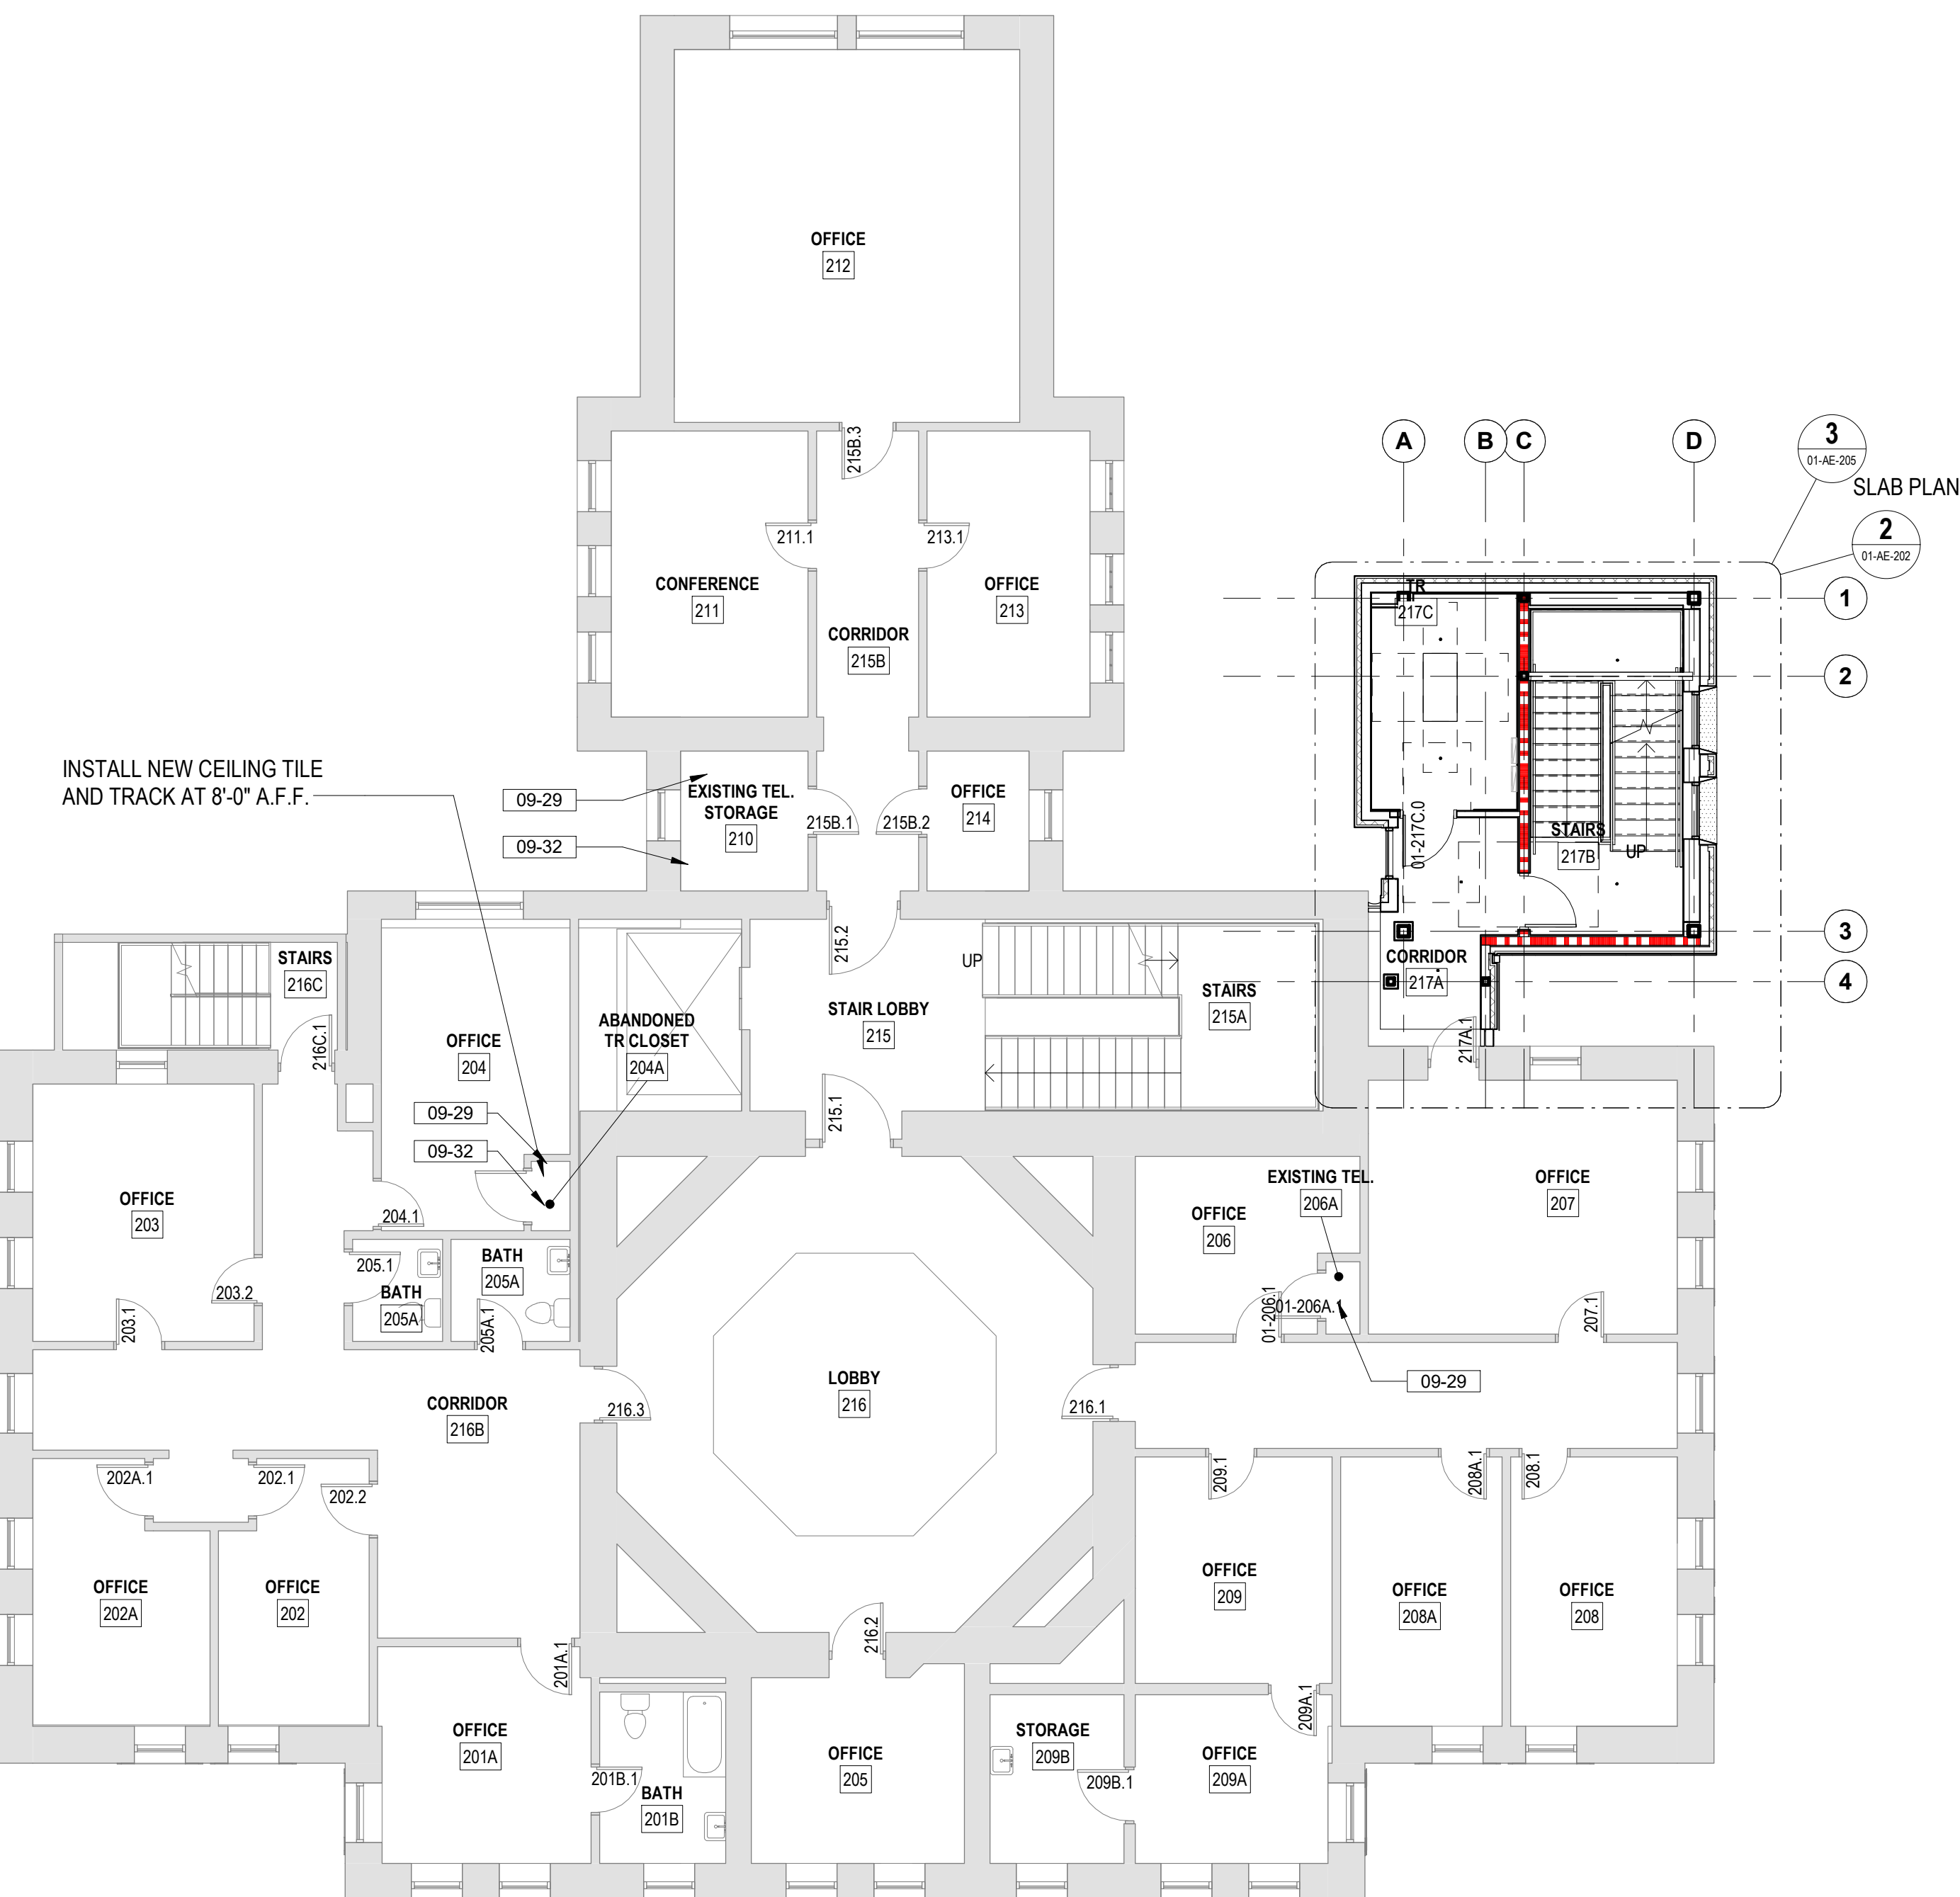 OFFICE
212
A
B
C
D
3
01-AE-205
SLAB PLAN
2
01-AE-202
215B.3
211.1
213.1
CONFERENCE
211
OFFICE
213
CORRIDOR
215B
TR
217C
1
2
INSTALL NEW CEILING TILE
AND TRACK AT 8'-0" A.F.F.
09-29
09-32
EXISTING TEL.
STORAGE
210
215B.1
215B.2
OFFICE
214
01-217C.0
STAIRS
217B
UP
3
4
CORRIDOR
217A
217A.1
215.2
UP
STAIRS
216C
216C.1
OFFICE
204
ABANDONED
TR CLOSET
204A
STAIR LOBBY
215
STAIRS
215A
215.1
09-29
09-32
OFFICE
203
204.1
203.2
203.1
205.1
BATH
205A
BATH
205A
205A.1
OFFICE
206
EXISTING TEL.
206A
OFFICE
207
01-206.1
01-206A.
207.1
09-29
LOBBY
216
216.3
216.1
CORRIDOR
216B
202A.1
202.1
202.2
209.1
208A.1
208.1
OFFICE
202A
OFFICE
202
OFFICE
209
OFFICE
208A
OFFICE
208
216.2
201A.1
209A.1
OFFICE
201A
201B.1
BATH
201B
OFFICE
205
STORAGE
209B
209B.1
OFFICE
209A